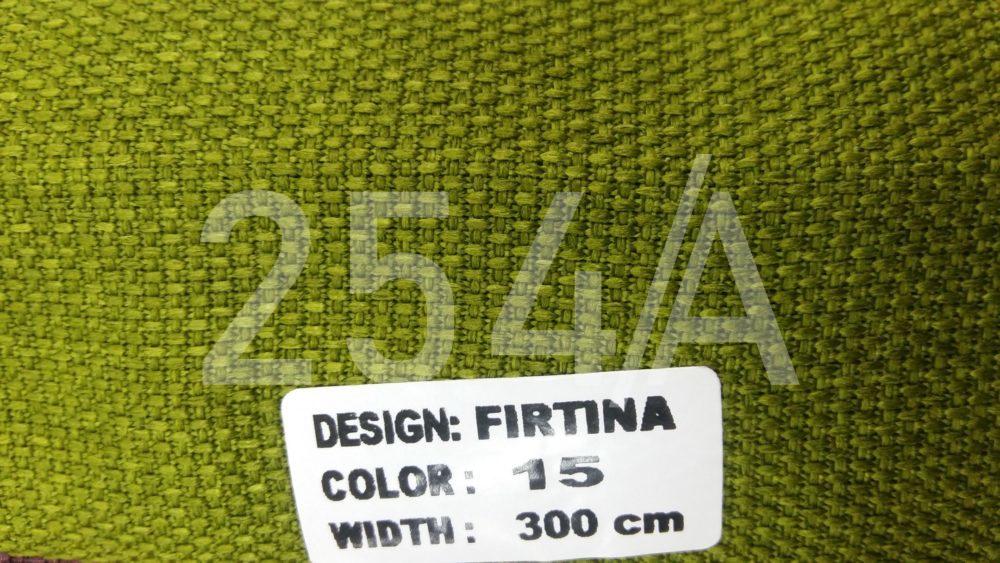 254/A
DESIGN: FIRTINA
COLOR: 15
WIDTH: 300 cm